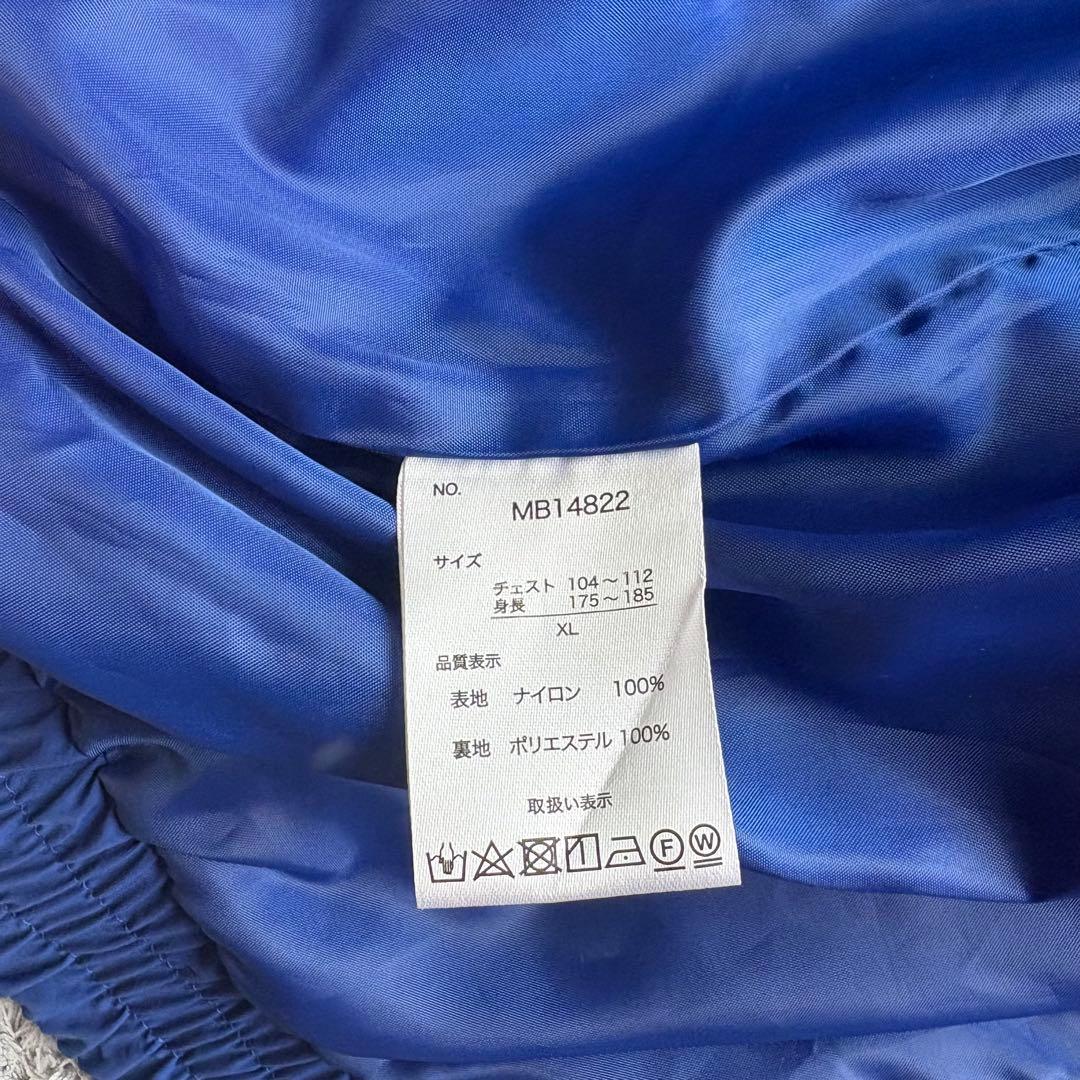 NO.
MB14822
サイズ
チェスト 104～112
身長 175～185
XL
品質表示
表地 ナイロン 100%
裏地 ポリエステル 100%
取扱い表示
F W